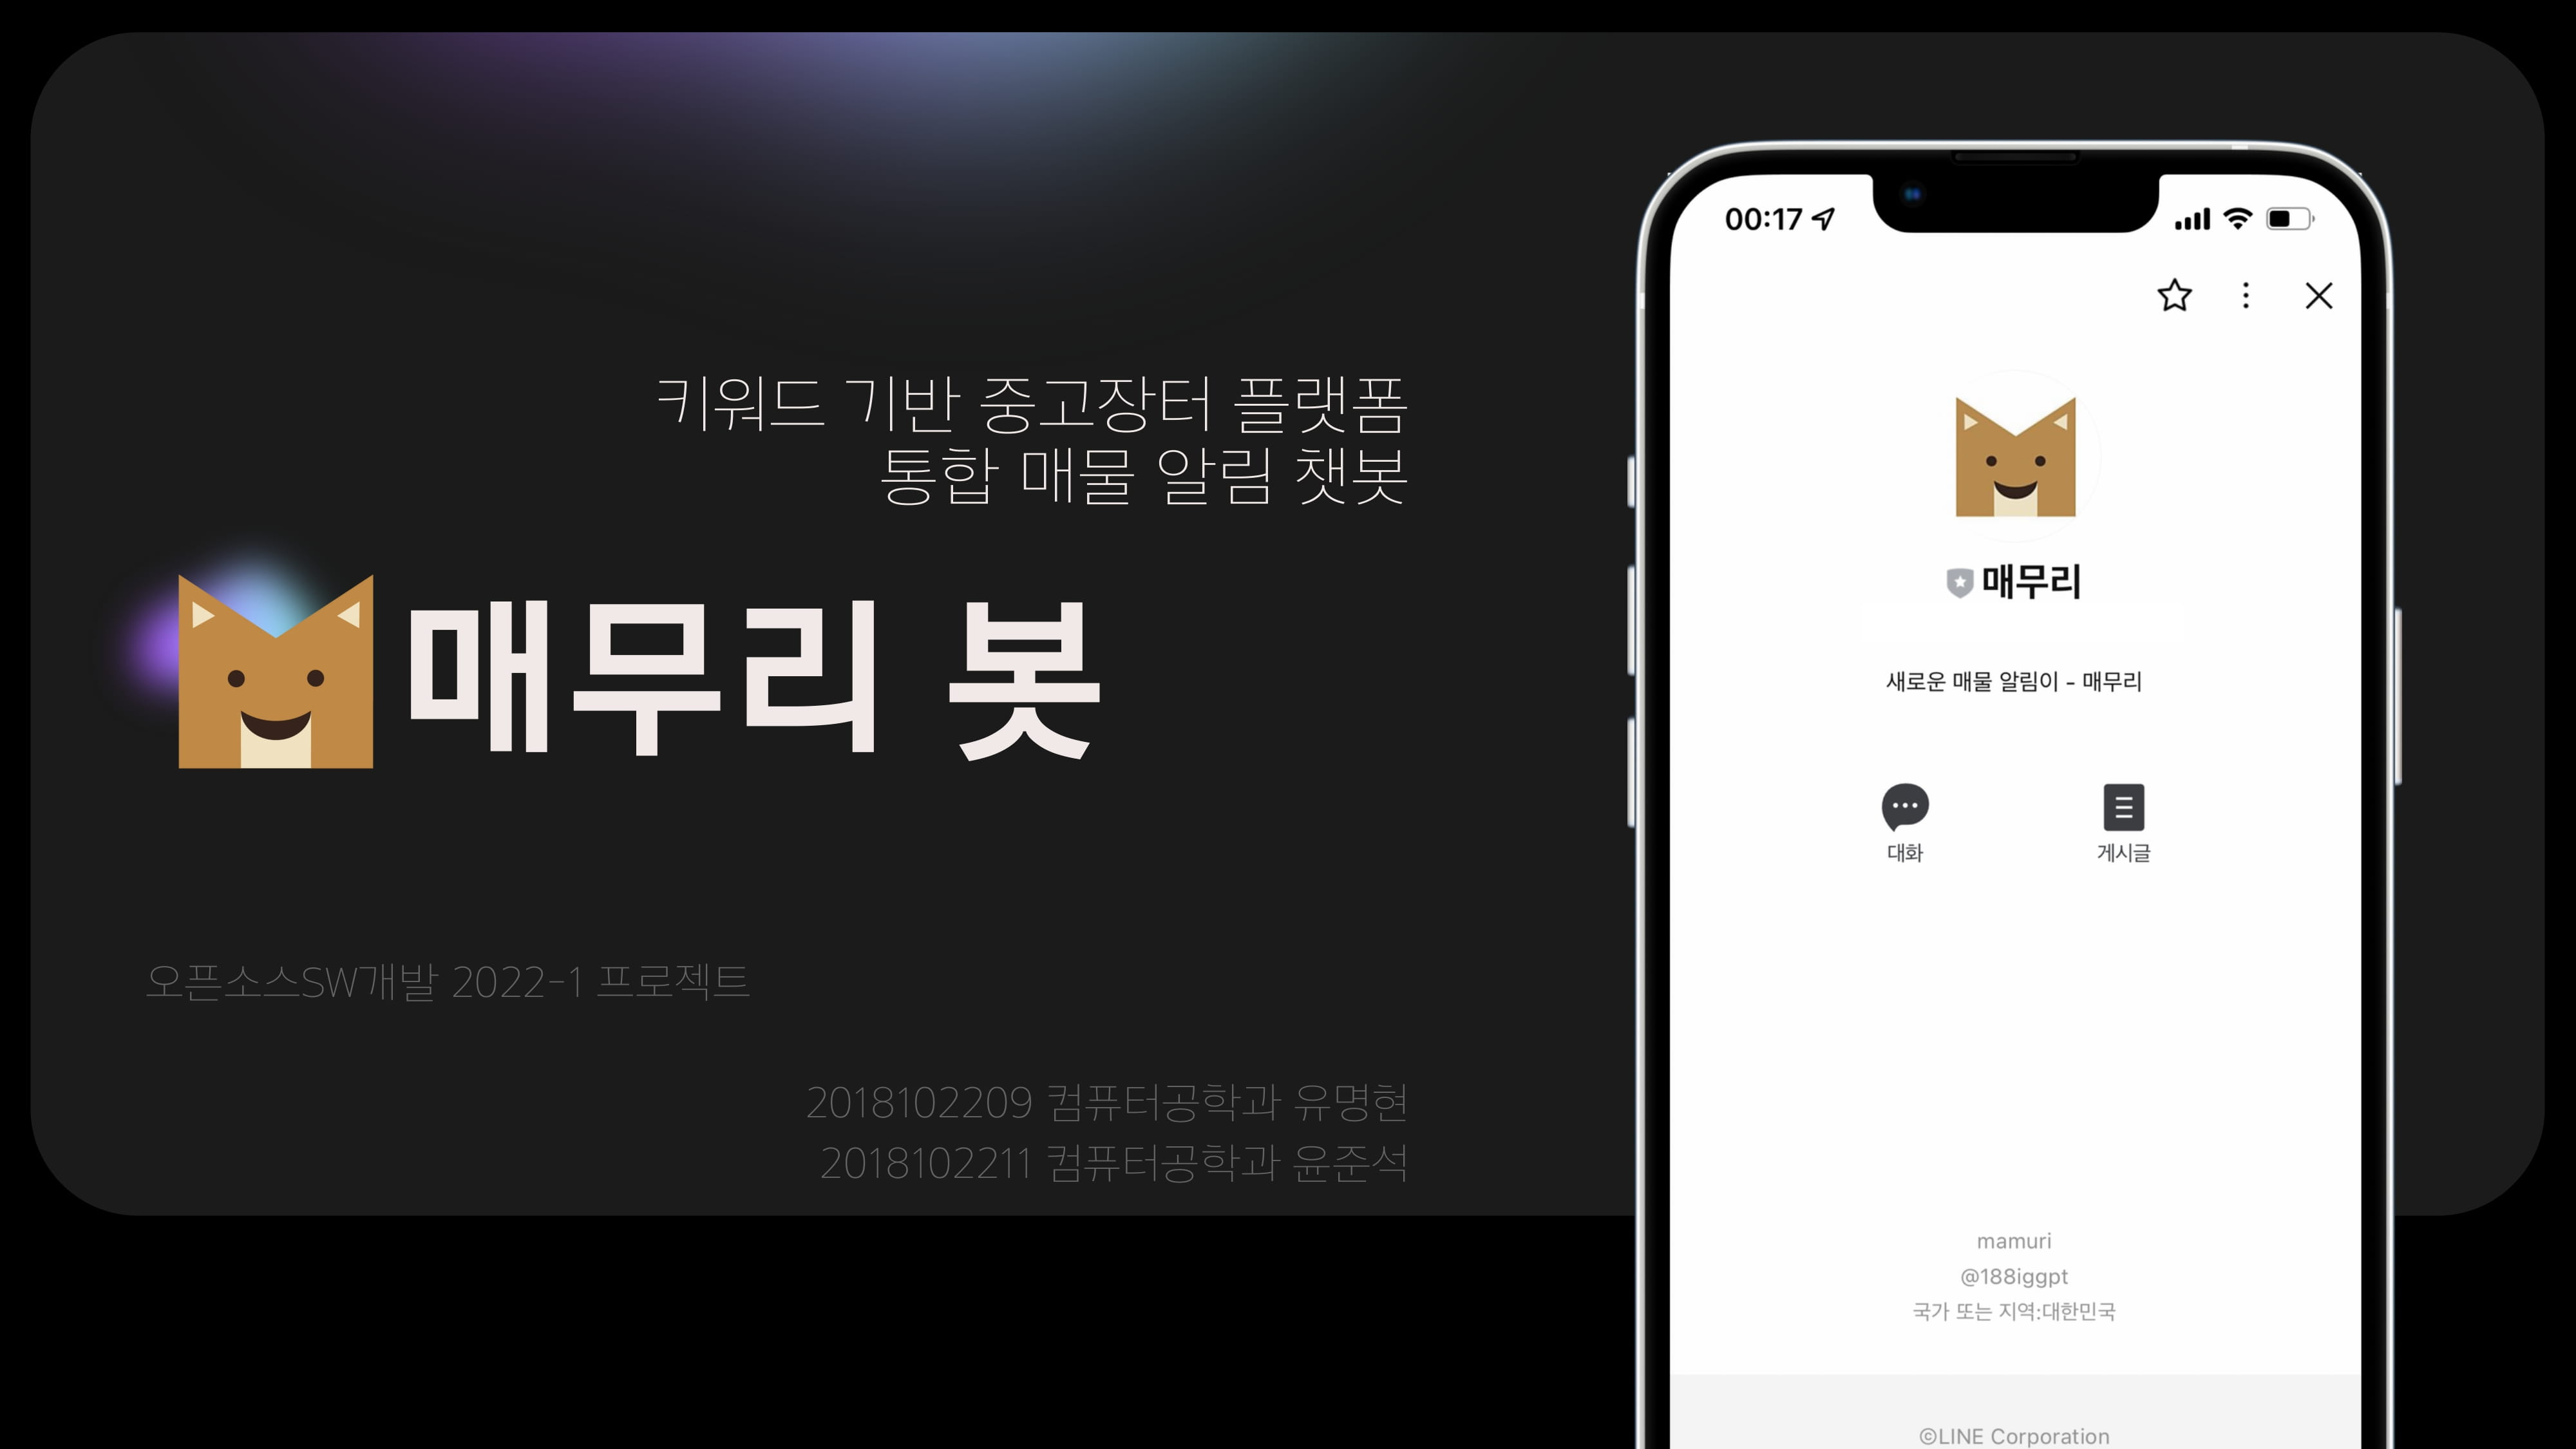 키워드 기반 중고장터 플랫폼
통합 매물 알림 챗봇
매무리 봇
오픈소스SW개발 2022-1 프로젝트
2018102209 컴퓨터공학과 유명현
2018102211 컴퓨터공학과 윤준석
00:17
매무리
새로운 매물 알림이 - 매무리
대화
게시글
mamuri
@188iggpt
국가 또는 지역:대한민국
©LINE Corporation